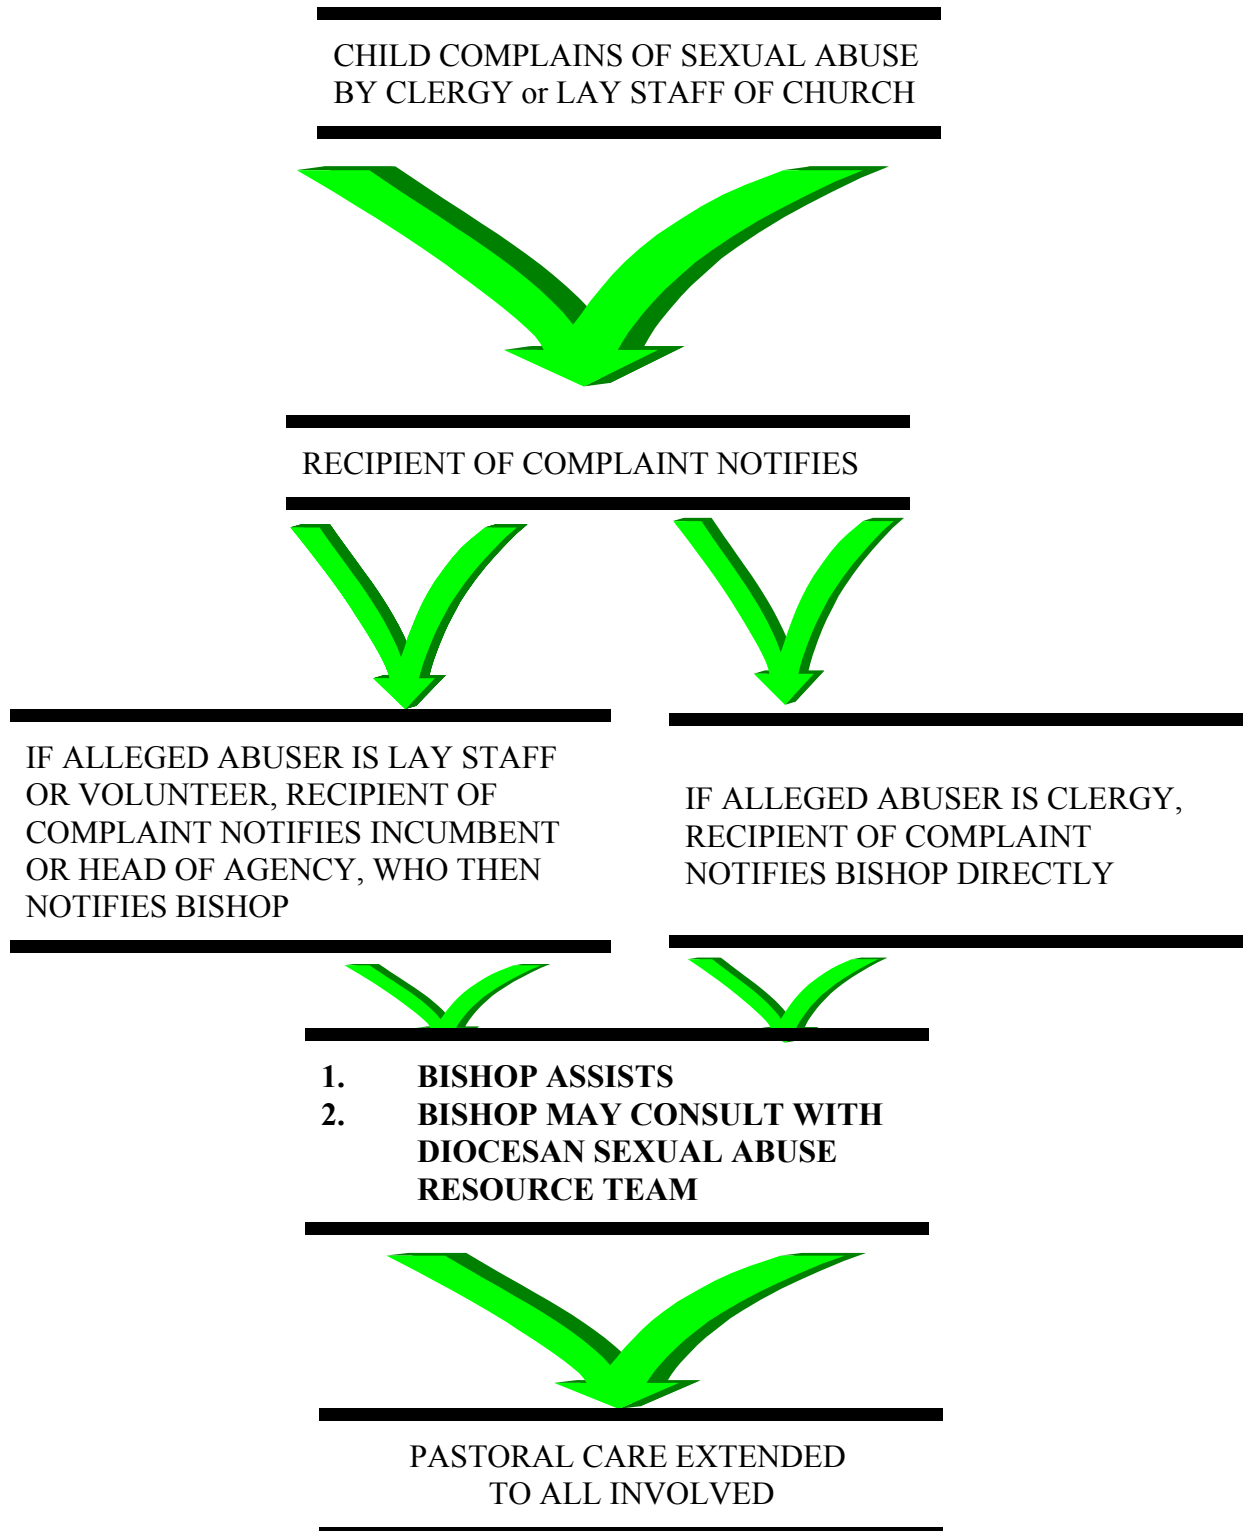 CHILD COMPLAINS OF SEXUAL ABUSE
BY CLERGY or LAY STAFF OF CHURCH
RECIPIENT OF COMPLAINT NOTIFIES
IF ALLEGED ABUSER IS LAY STAFF
OR VOLUNTEER, RECIPIENT OF
COMPLAINT NOTIFIES INCUMBENT
OR HEAD OF AGENCY, WHO THEN
NOTIFIES BISHOP
IF ALLEGED ABUSER IS CLERGY,
RECIPIENT OF COMPLAINT
NOTIFIES BISHOP DIRECTLY
1. BISHOP ASSISTS
2. BISHOP MAY CONSULT WITH
DIOCESAN SEXUAL ABUSE
RESOURCE TEAM
PASTORAL CARE EXTENDED
TO ALL INVOLVED